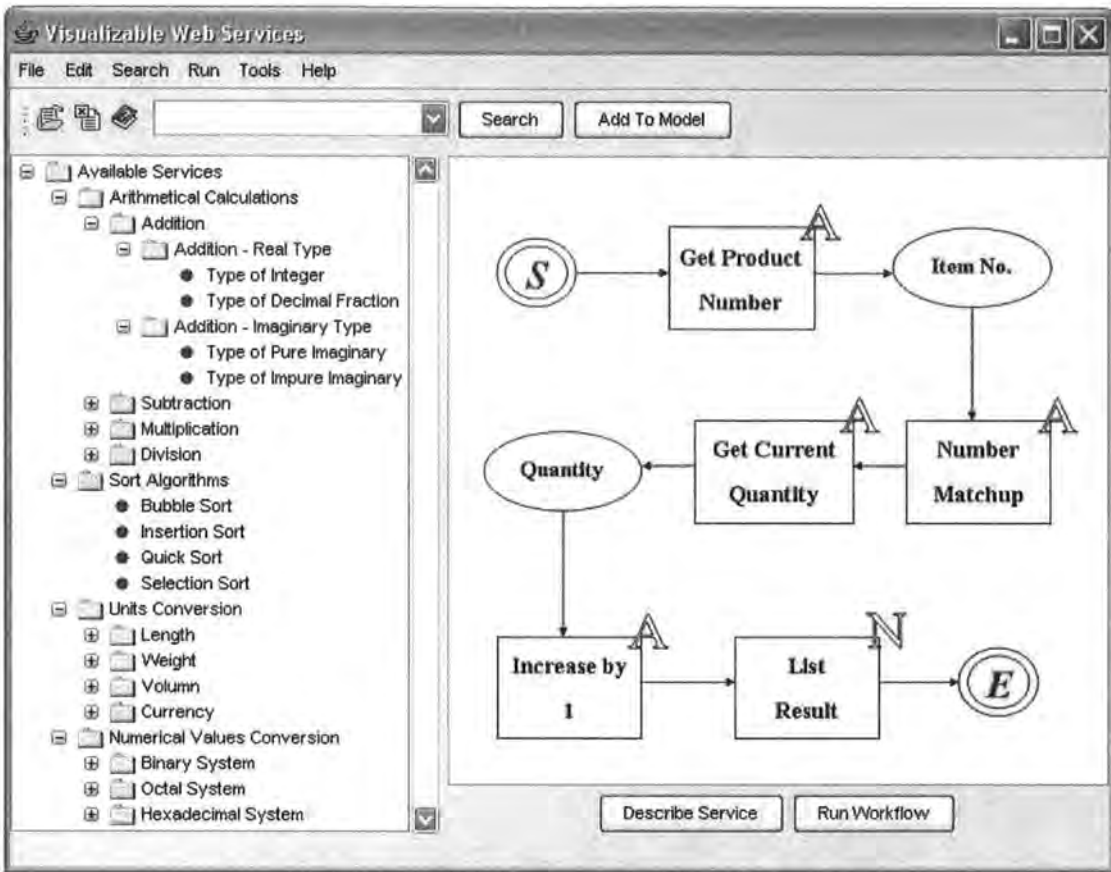 Visualizable Web Services
File Edit Search Run Tools Help
Search Add To Model
Available Services
Arithmetical Calculations
Addition
Addition - Real Type
Type of Integer
Type of Decimal Fraction
Addition - Imaginary Type
Type of Pure Imaginary
Type of Impure Imaginary
Subtraction
Multiplication
Division
Sort Algorithms
Bubble Sort
Insertion Sort
Quick Sort
Selection Sort
Units Conversion
Length
Weight
Volumn
Currency
Numerical Values Conversion
Binary System
Octal System
Hexadecimal System
S
A
Get Product
Number
Item No.
A
Number
Matchup
A
Get Current
Quantity
Quantity
A
Increase by
1
N
List
Result
E
Describe Service Run Workflow